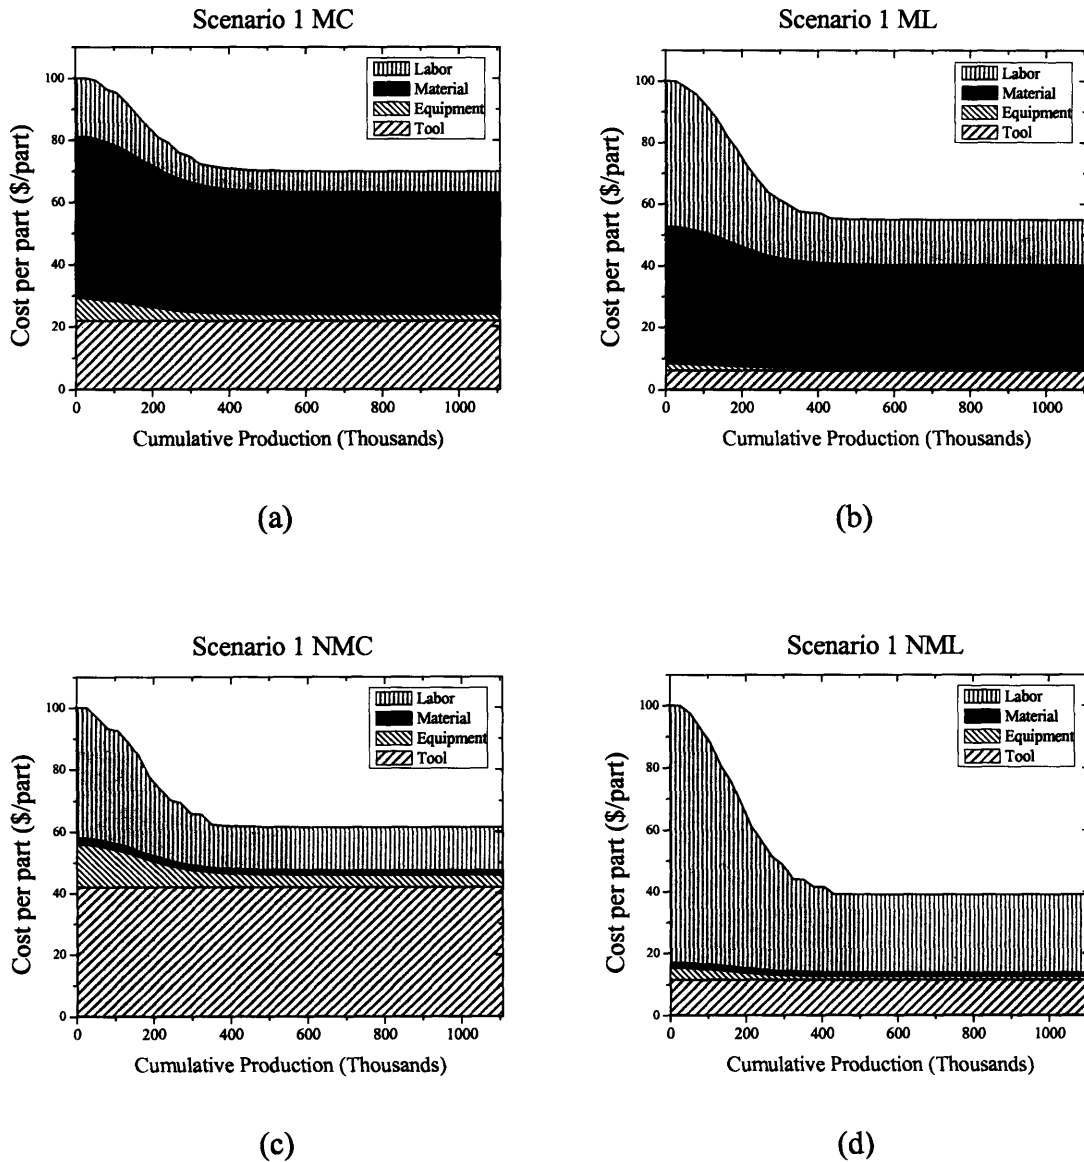 Scenario 1 MC
Labor
Material
Equipment
Tool
Cost per part ($/part)
100
80
60
40
20
0
0 200 400 600 800 1000
Cumulative Production (Thousands)
(a)
Scenario 1 ML
Labor
Material
Equipment
Tool
Cost per part ($/part)
100
80
60
40
20
0
0 200 400 600 800 1000
Cumulative Production (Thousands)
(b)
Scenario 1 NMC
Labor
Material
Equipment
Tool
Cost per part ($/part)
100
80
60
40
20
0
0 200 400 600 800 1000
Cumulative Production (Thousands)
(c)
Scenario 1 NML
Labor
Material
Equipment
Tool
Cost per part ($/part)
100
80
60
40
20
0
0 200 400 600 800 1000
Cumulative Production (Thousands)
(d)